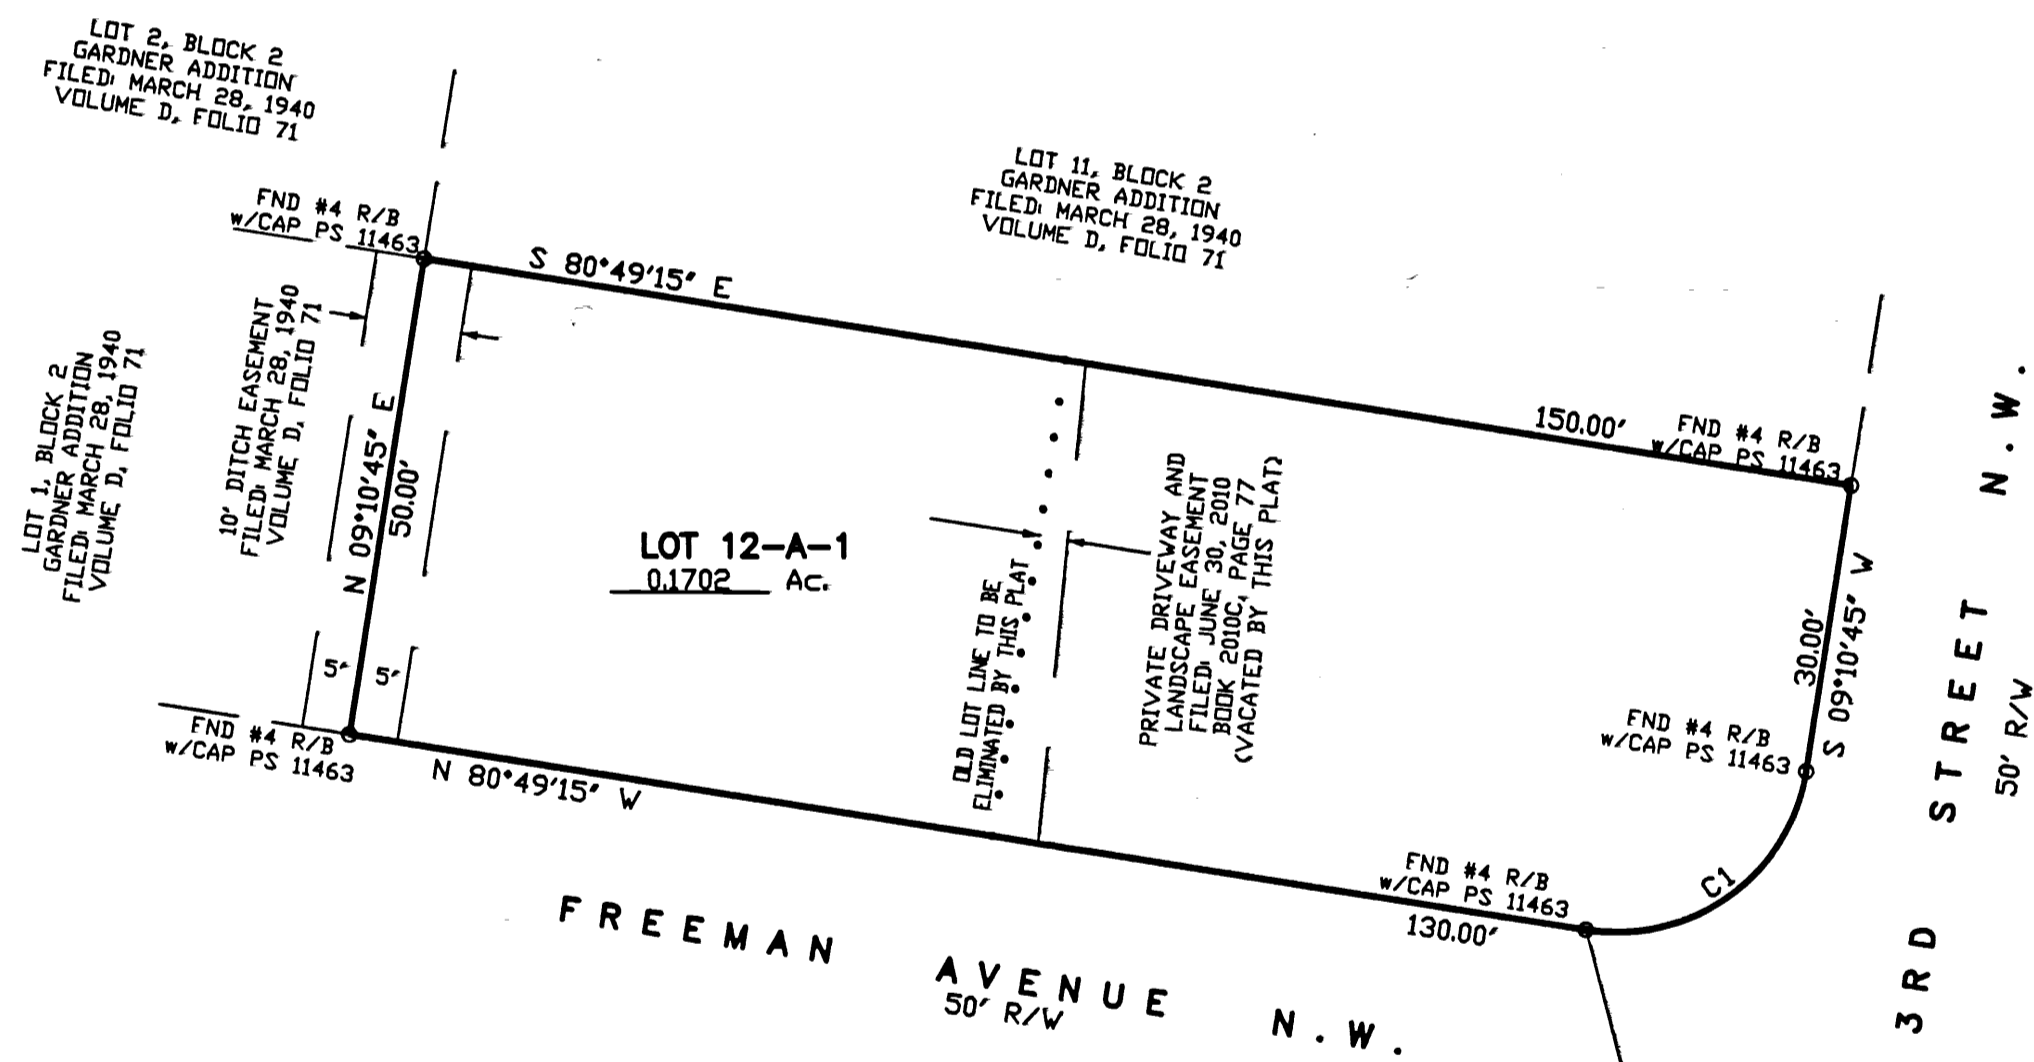 LOT 2, BLOCK 2
GARDNER ADDITION
FILED: MARCH 28, 1940
VOLUME D, FOLIO 71
LOT 11, BLOCK 2
GARDNER ADDITION
FILED: MARCH 28, 1940
VOLUME D, FOLIO 71
FND #4 R/B
w/CAP PS 11463
S 80°49'15" E
150.00'
FND #4 R/B
w/CAP PS 11463
LOT 1, BLOCK 2
GARDNER ADDITION
FILED: MARCH 28, 1940
VOLUME D, FOLIO 71
10' DITCH EASEMENT
FILED: MARCH 28, 1940
VOLUME D, FOLIO 71
N 09°10'45" E
50.00'
LOT 12-A-1
0.1702 Ac.
OLD LOT LINE TO BE
ELIMINATED BY THIS PLAT
PRIVATE DRIVEWAY AND
LANDSCAPE EASEMENT
FILED: JUNE 30, 2010
BOOK 2010C, PAGE 77
(VACATED BY THIS PLAT)
30.00'
S 09°10'45" W
3RD STREET N.W.
50' R/W
5'
5'
FND #4 R/B
w/CAP PS 11463
N 80°49'15" W
FND #4 R/B
w/CAP PS 11463
C1
FND #4 R/B
w/CAP PS 11463
130.00'
FREEMAN AVENUE N.W.
50' R/W